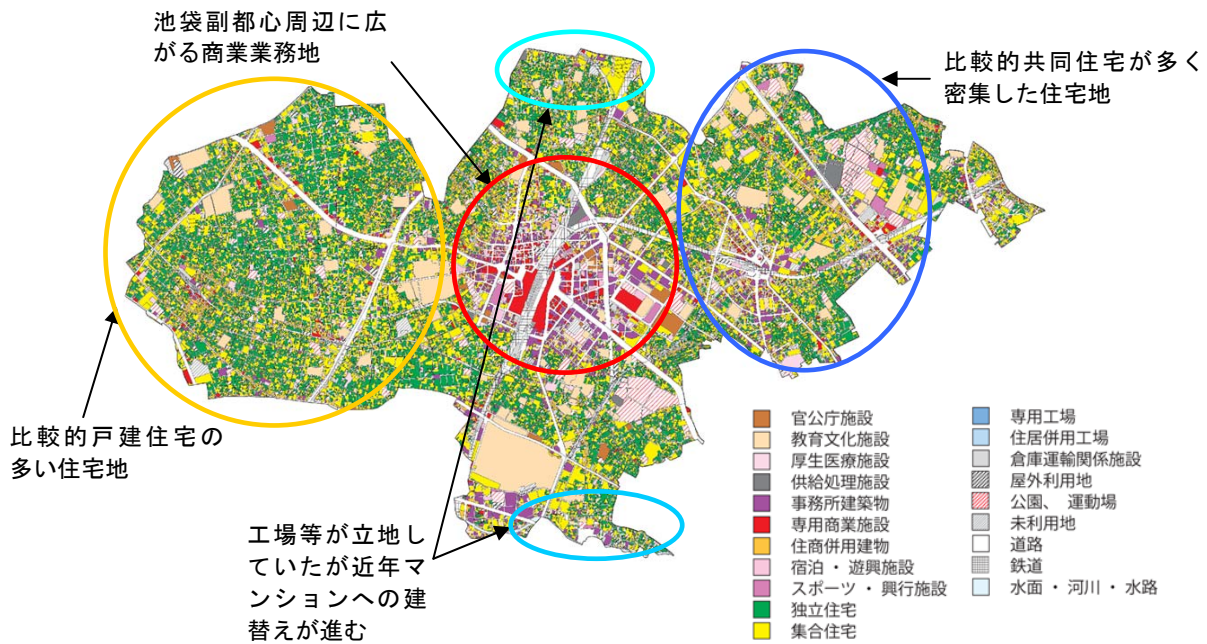 池袋副都心周辺に広
がる商業業務地
比較的共同住宅が多く
密集した住宅地
比較的戸建住宅の
多い住宅地
工場等が立地し
ていたが近年マ
ンションへの建
替えが進む
官公庁施設
教育文化施設
厚生医療施設
供給処理施設
事務所建築物
専用商業施設
住商併用建物
宿泊・遊興施設
スポーツ・興行施設
独立住宅
集合住宅
専用工場
住居併用工場
倉庫運輸関係施設
屋外利用地
公園、運動場
未利用地
道路
鉄道
水面・河川・水路